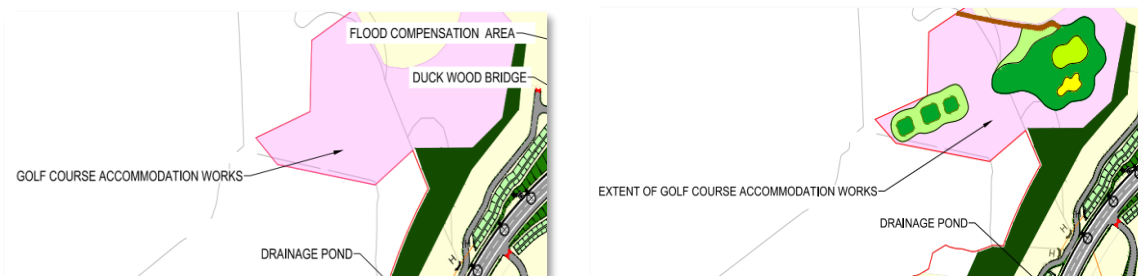 FLOOD COMPENSATION AREA
DUCK WOOD BRIDGE
GOLF COURSE ACCOMMODATION WORKS
DRAINAGE POND
H
EXTENT OF GOLF COURSE ACCOMMODATION WORKS
DRAINAGE POND
H
H